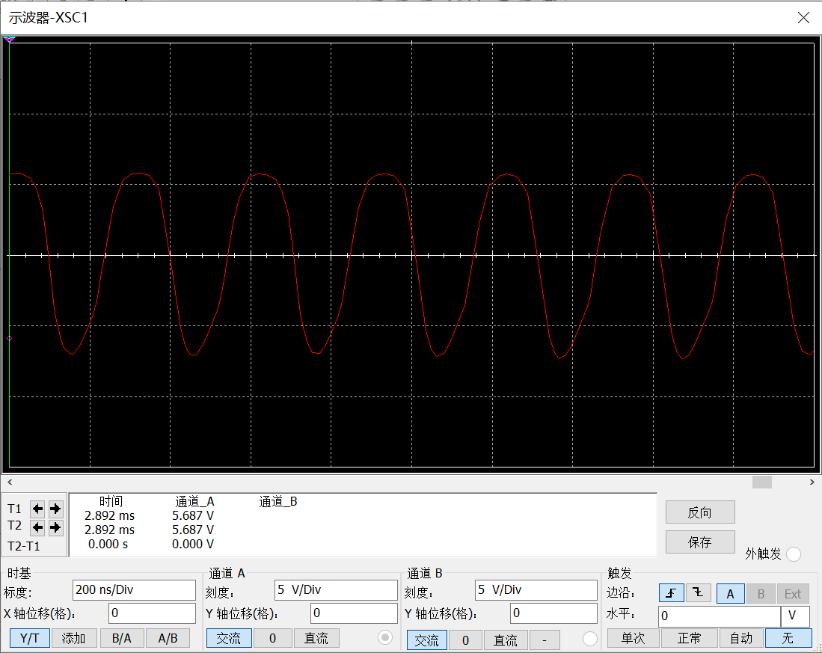 示波器-XSC1
时间 通道_A 通道_B
T1 2.892 ms 5.687 V
T2 2.892 ms 5.687 V
T2-T1 0.000 s 0.000 V
反向
保存
外触发
时基 通道 A 通道 B 触发
标度: 200 ns/Div 刻度: 5 V/Div 刻度: 5 V/Div 边沿: A B Ext
X 轴位移(格): 0 Y 轴位移(格): 0 Y 轴位移(格): 0 水平: 0 V
Y/T 添加 B/A A/B 交流 0 直流 交流 0 直流 - 单次 正常 自动 无